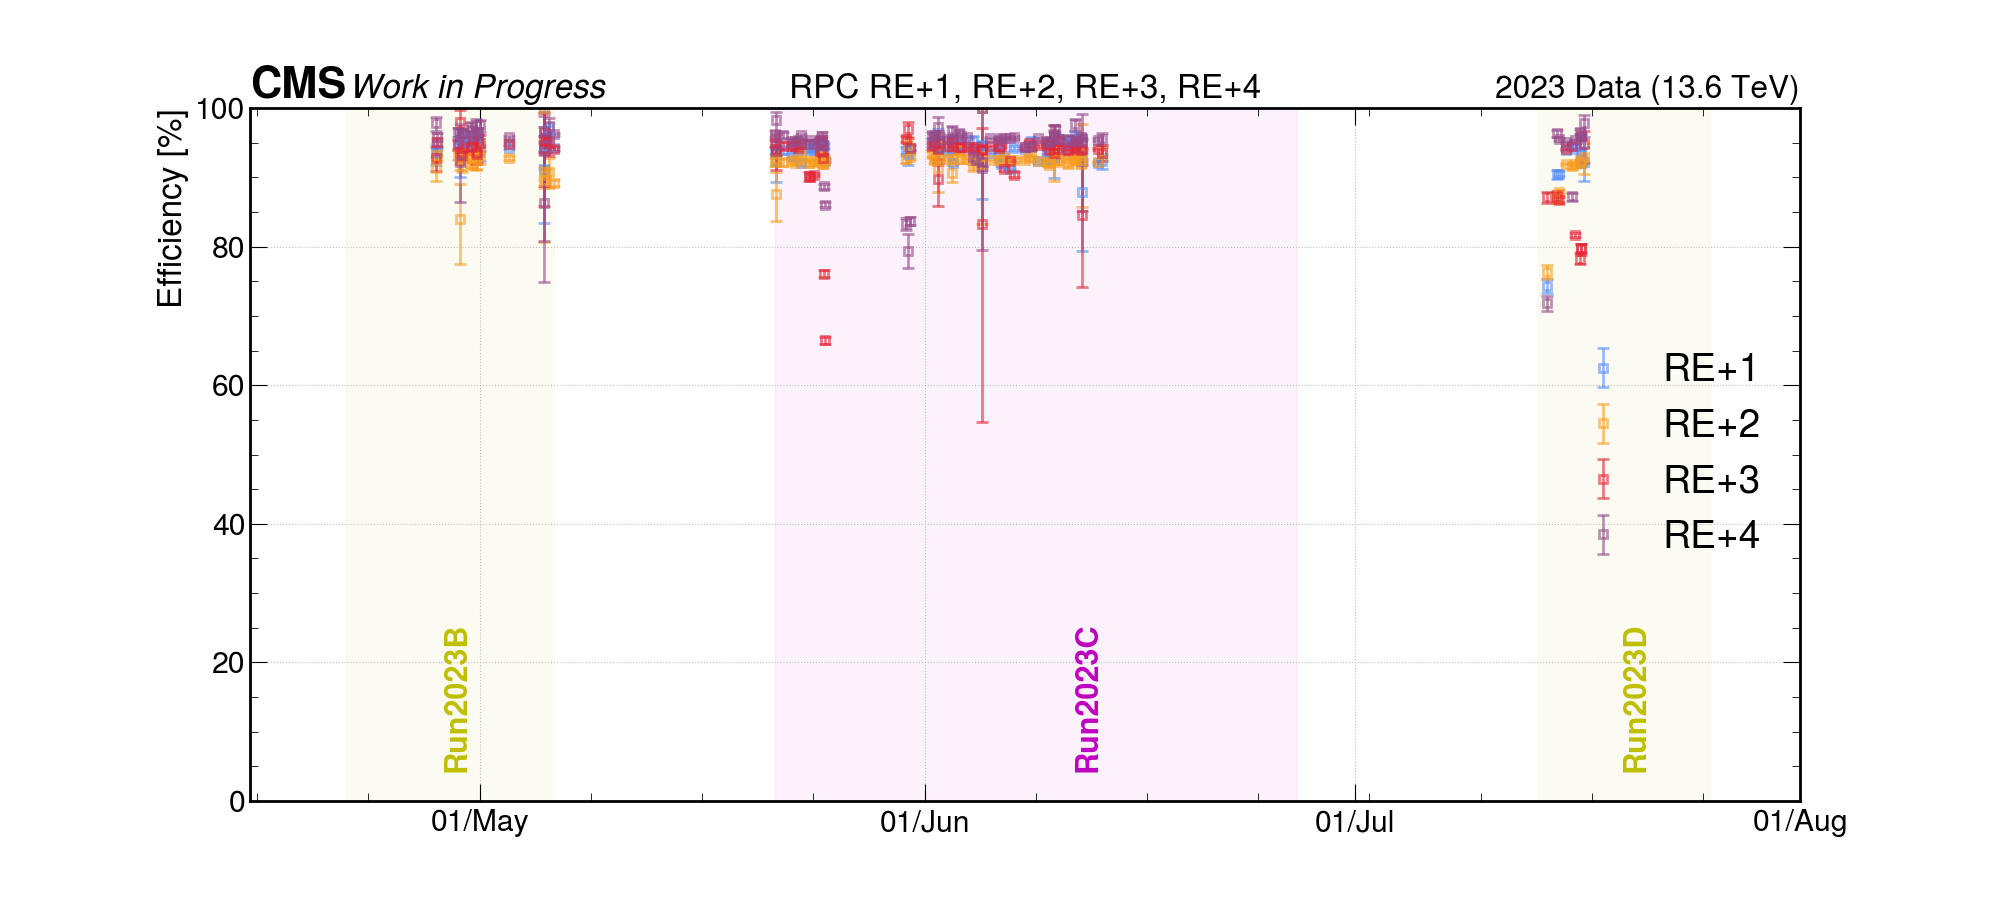 CMS Work in Progress RPC RE+1, RE+2, RE+3, RE+4 2023 Data (13.6 TeV)
Efficiency [%]
100
80
60
40
20
0
RE+1
RE+2
RE+3
RE+4
Run2023B
Run2023C
Run2023D
01/May 01/Jun 01/Jul 01/Aug